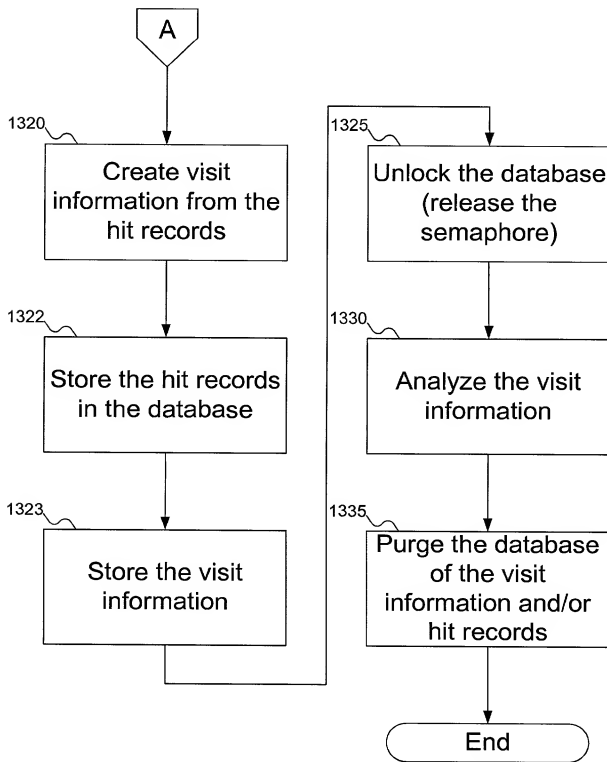 A
1320
Create visit
information from the
hit records
1322
Store the hit records
in the database
1323
Store the visit
information
1325
Unlock the database
(release the
semaphore)
1330
Analyze the visit
information
1335
Purge the database
of the visit
information and/or
hit records
End